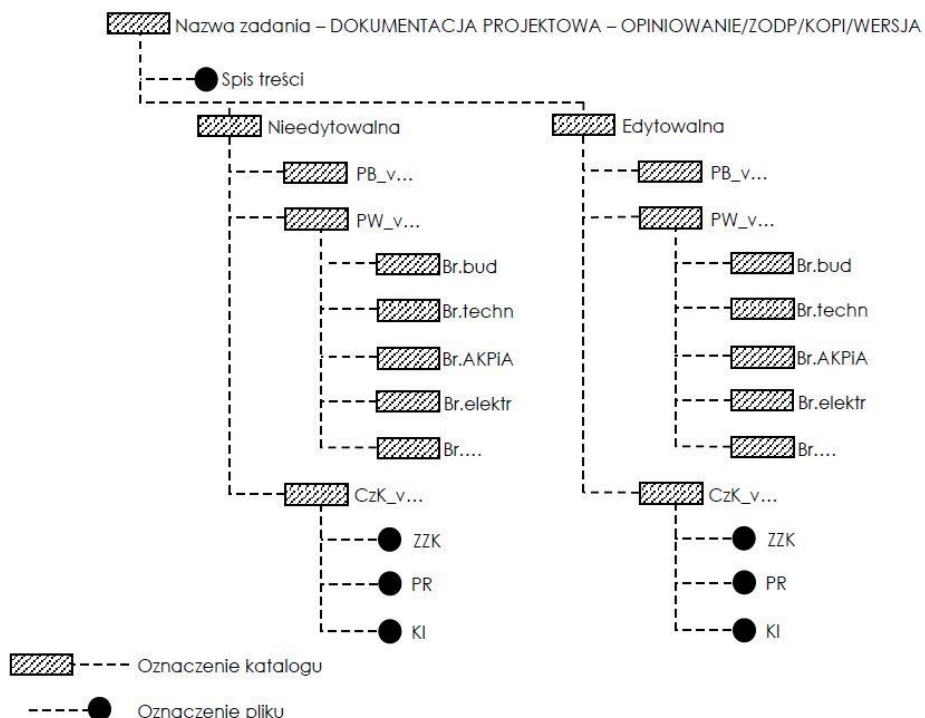 Nazwa zadania – DOKUMENTACJA PROJEKTOWA – OPINIOWANIE/ZODP/KOPI/WERSJA
Spis treści
Nieedytowalna
PB_v...
PW_v...
Br.bud
Br.techn
Br.AKPiA
Br.elektr
Br....
CzK_v...
ZZK
PR
KI
Edytowalna
PB_v...
PW_v...
Br.bud
Br.techn
Br.AKPiA
Br.elektr
Br....
CzK_v...
ZZK
PR
KI
Oznaczenie katalogu
Oznaczenie pliku